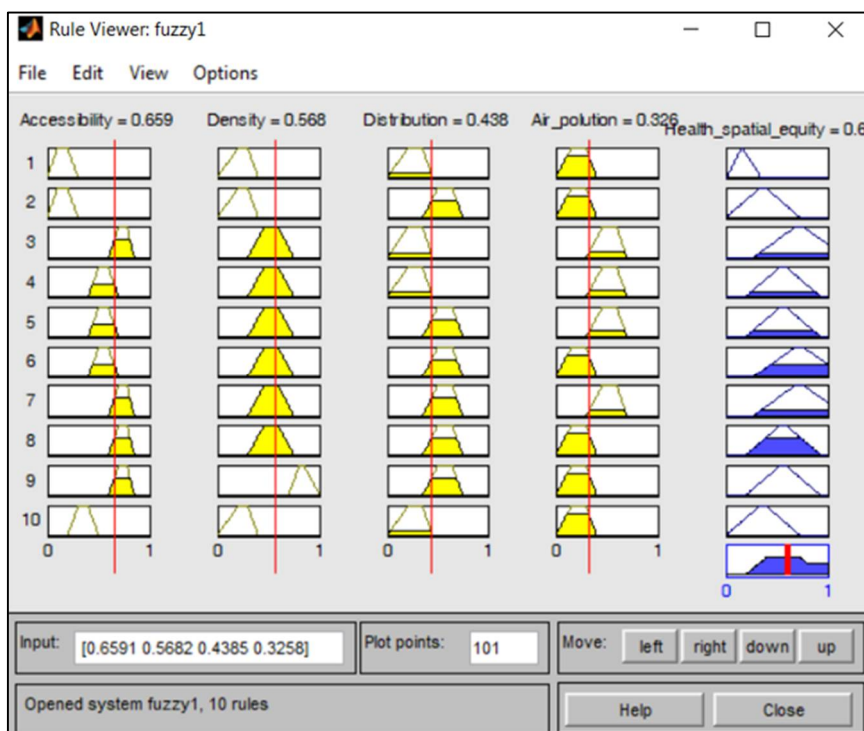 Rule Viewer: fuzzy1
File Edit View Options
Accessibility = 0.659 Density = 0.568 Distribution = 0.438 Air_polution = 0.326 Health_spatial_equity = 0.6
1
2
3
4
5
6
7
8
9
10
0 1 0 1 0 1 0 1
0 1
Input: [0.6591 0.5682 0.4385 0.3258] Plot points: 101 Move: left right down up
Opened system fuzzy1, 10 rules Help Close